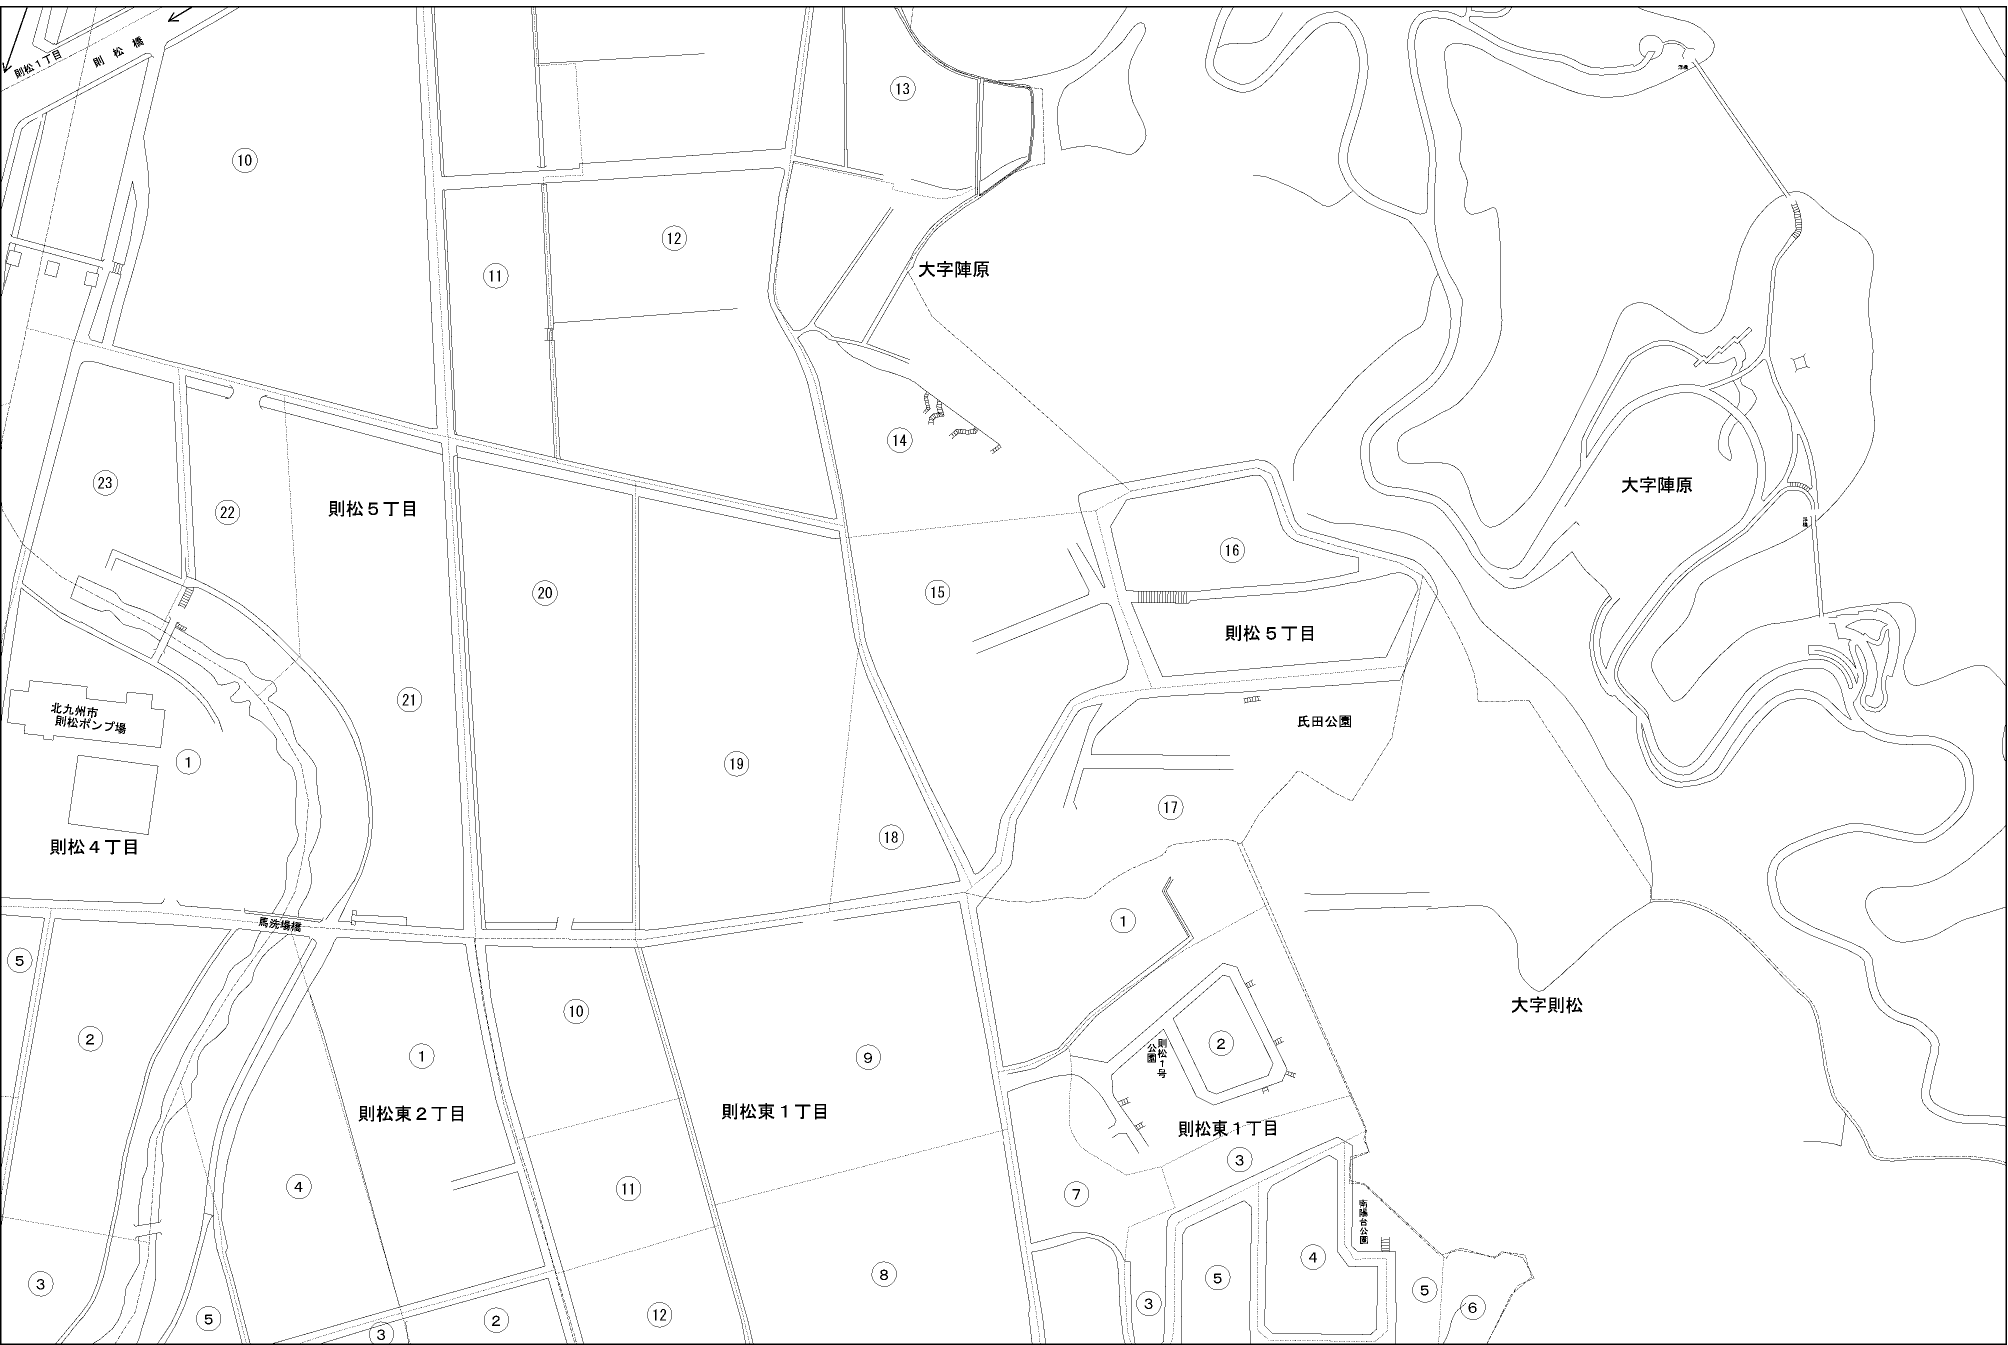 則松１丁目
則松橋
13
10
12
11
大字陣原
14
23
22
則松５丁目
20
15
16
則松５丁目
大字陣原
21
北九州市
則松ポンプ場
1
則松４丁目
19
18
氏田公園
17
馬洗場橋
1
5
2
10
9
1
2
則松１号
公園
大字則松
則松東２丁目
則松東１丁目
則松東１丁目
3
4
11
7
南陽台公園
4
5
5
3
8
3
5
2
12
3
6